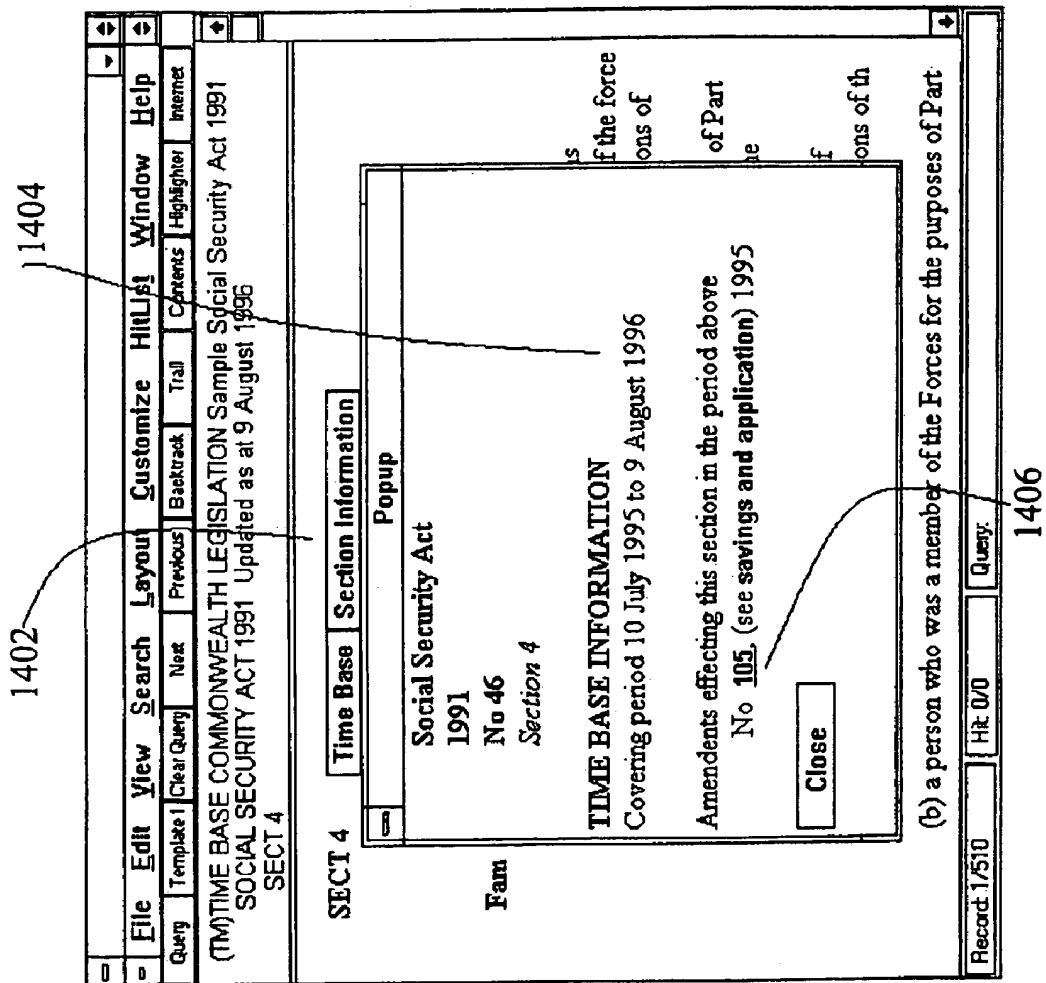 1402
1404
File Edit View Search Layout Customize HitList Window Help
Query Template 1 Clear Query Next Previous Backtrack Trail Contents Highlighter Internet
(TM)TIME BASE COMMONWEALTH LEGISLATION Sample Social Security Act 1991
SOCIAL SECURITY ACT 1991 Updated as at 9 August 1996
SECT 4
SECT 4
Time Base Section Information
Popup
Social Security Act
1991
No 46
Section 4
Fam
TIME BASE INFORMATION
Covering period 10 July 1995 to 9 August 1996
Amendents effecting this section in the period above
No 105, (see savings and application) 1995
Close
is
f the force
ons of
of Part
ne
f
ons of th
(b) a person who was a member of the Forces for the purposes of Part
Record: 1/510 Hit: 0/0 Query:
1406